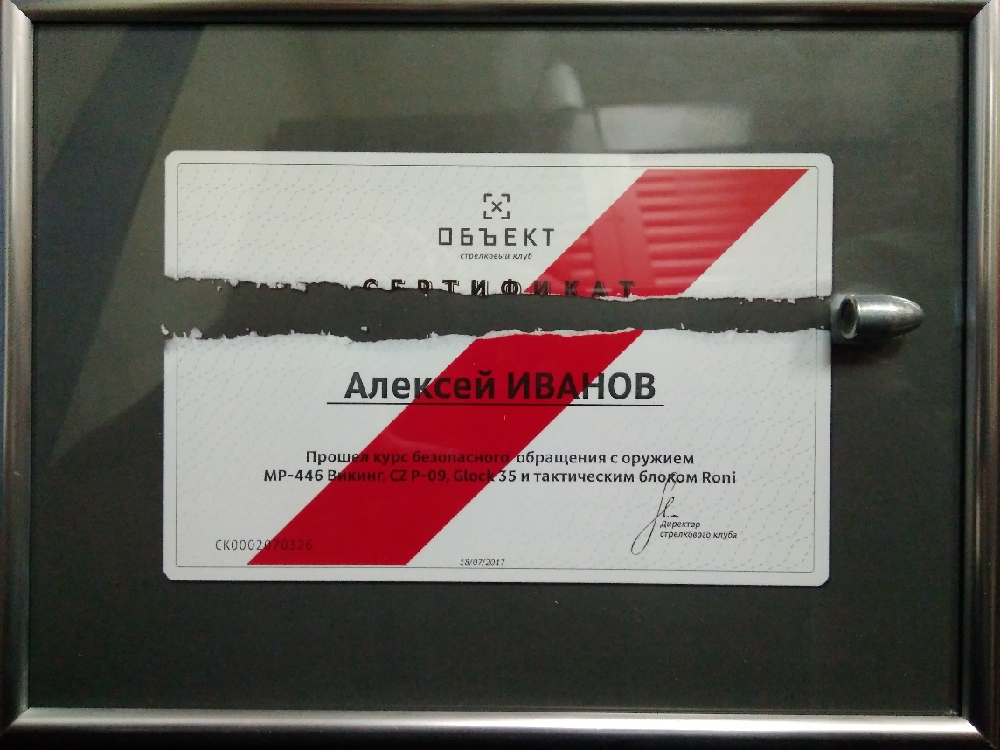 ОБЪЕКТ
стрелковый клуб
СЕРТИФИКАТ
Алексей ИВАНОВ
Прошел курс безопасного обращения с оружием
МР-446 Викинг, CZ P-09, Glock 35 и тактическим блоком Roni
Директор
стрелкового клуба
СК0002070326
18/07/2017